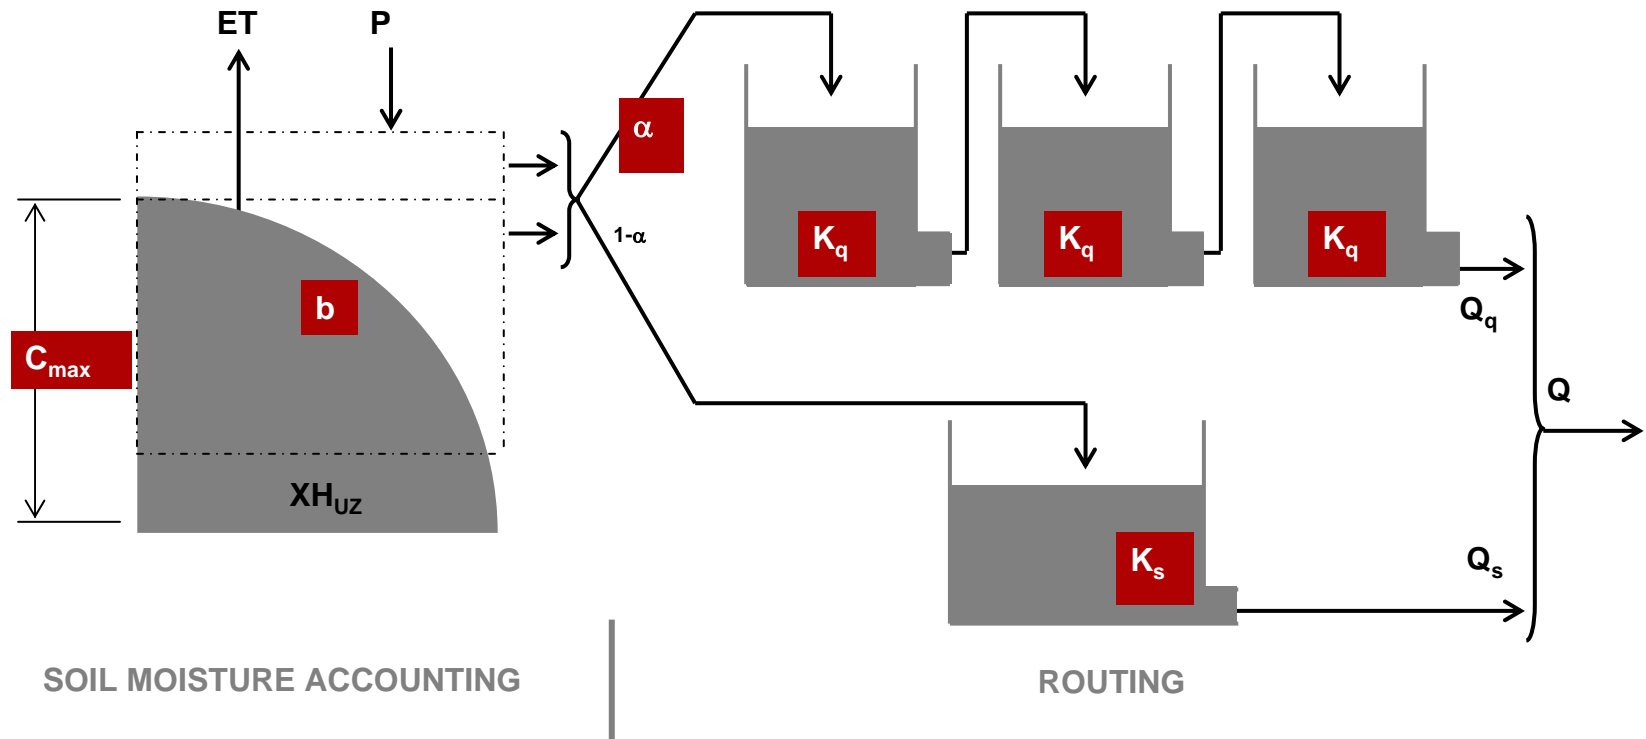 ET
P
α
1-α
Kq
Kq
Kq
b
Cmax
Qq
Q
XHUZ
Ks
Qs
SOIL MOISTURE ACCOUNTING
ROUTING